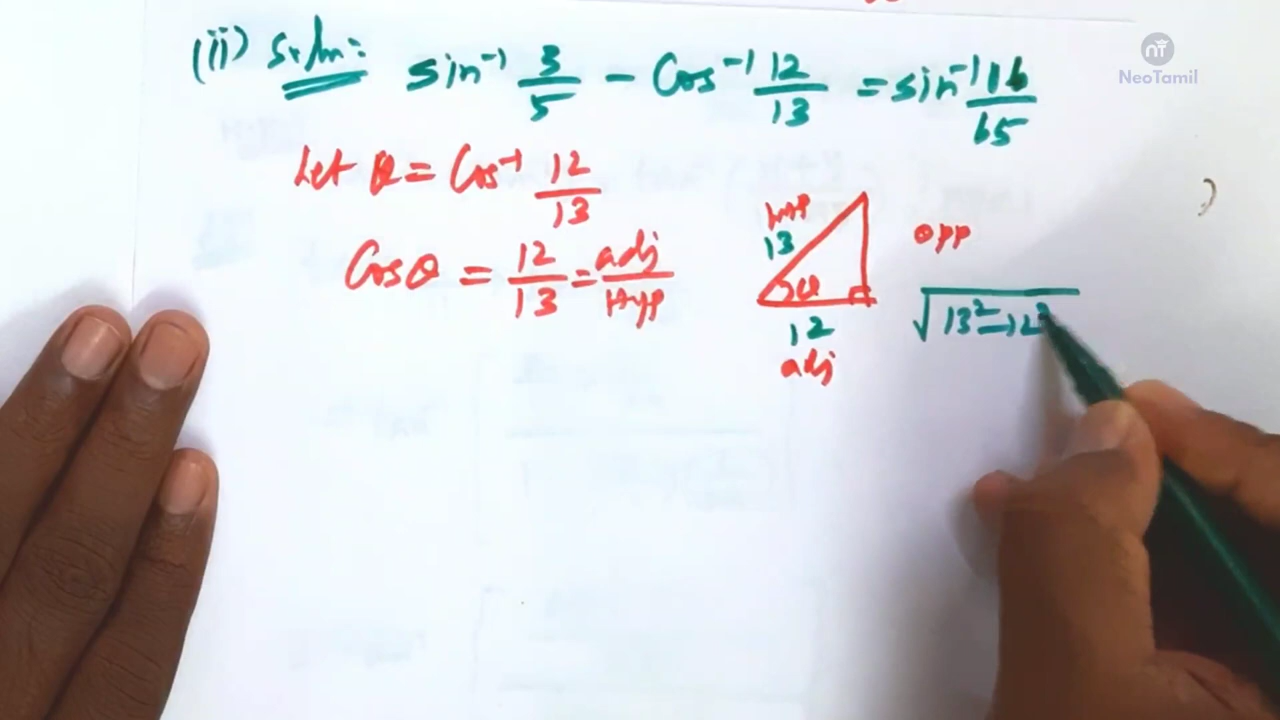 (ii) Soln: sin⁻¹ 3/5 − Cos⁻¹ 12/13 = sin⁻¹ 16/65
NeoTamil
Let θ = Cos⁻¹ 12/13
Cosθ = 12/13 = adj/Hyp
hyp
13
θ
12
adj
opp
√13²−12²